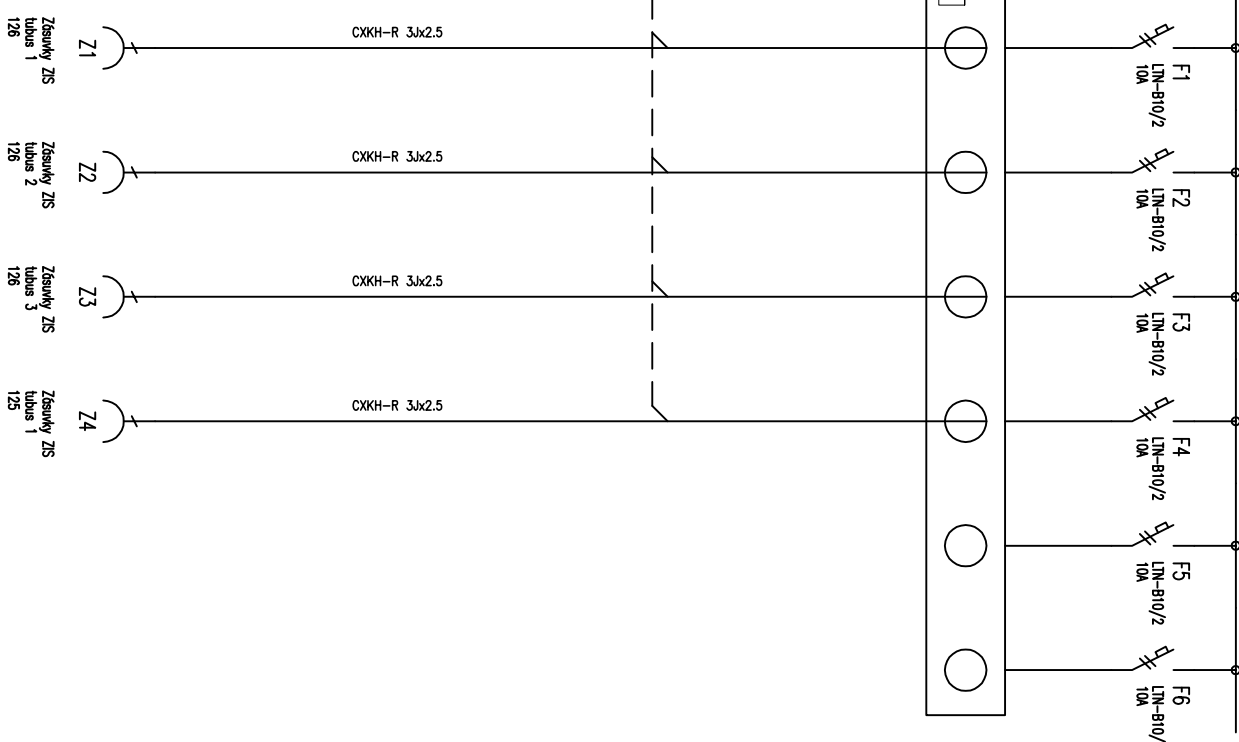 Z1
Zásuvky ZIS
tubus 1
126
CXKH-R 3Jx2.5
F1
LTN-B10/2
10A
Z2
Zásuvky ZIS
tubus 2
126
CXKH-R 3Jx2.5
F2
LTN-B10/2
10A
Z3
Zásuvky ZIS
tubus 3
126
CXKH-R 3Jx2.5
F3
LTN-B10/2
10A
Z4
Zásuvky ZIS
tubus 1
125
CXKH-R 3Jx2.5
F4
LTN-B10/2
10A
F5
LTN-B10/2
10A
F6
LTN-B10/
10A